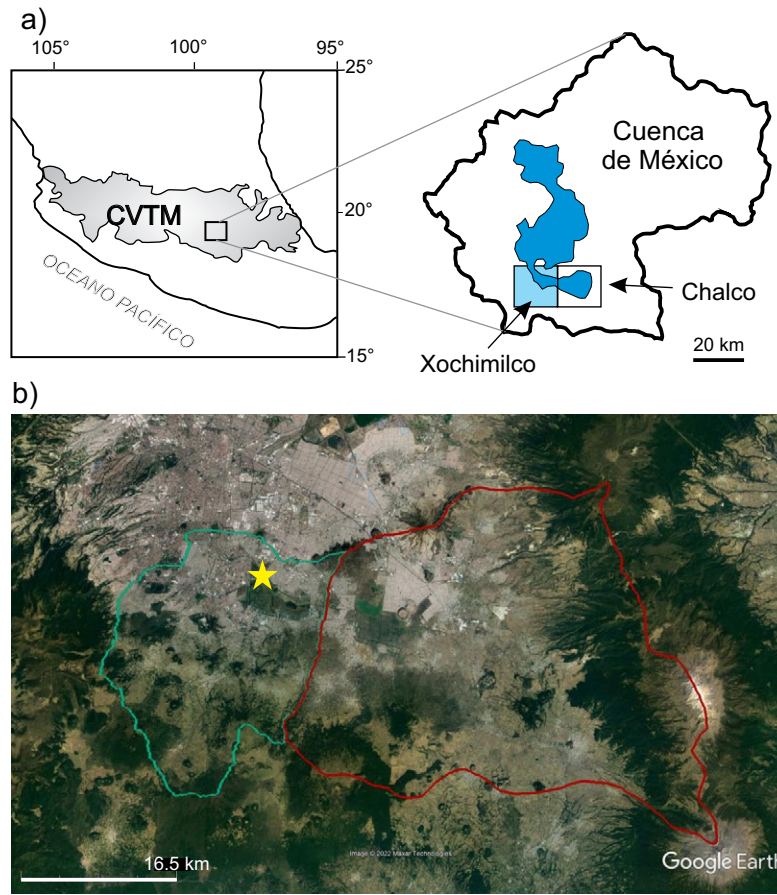 a)
105°
100°
95°
25°
20°
15°
CVTM
OCEANO PACÍFICO
Cuenca
de México
Chalco
Xochimilco
20 km
b)
16.5 km
Image © 2022 Maxar Technologies
Google Earth